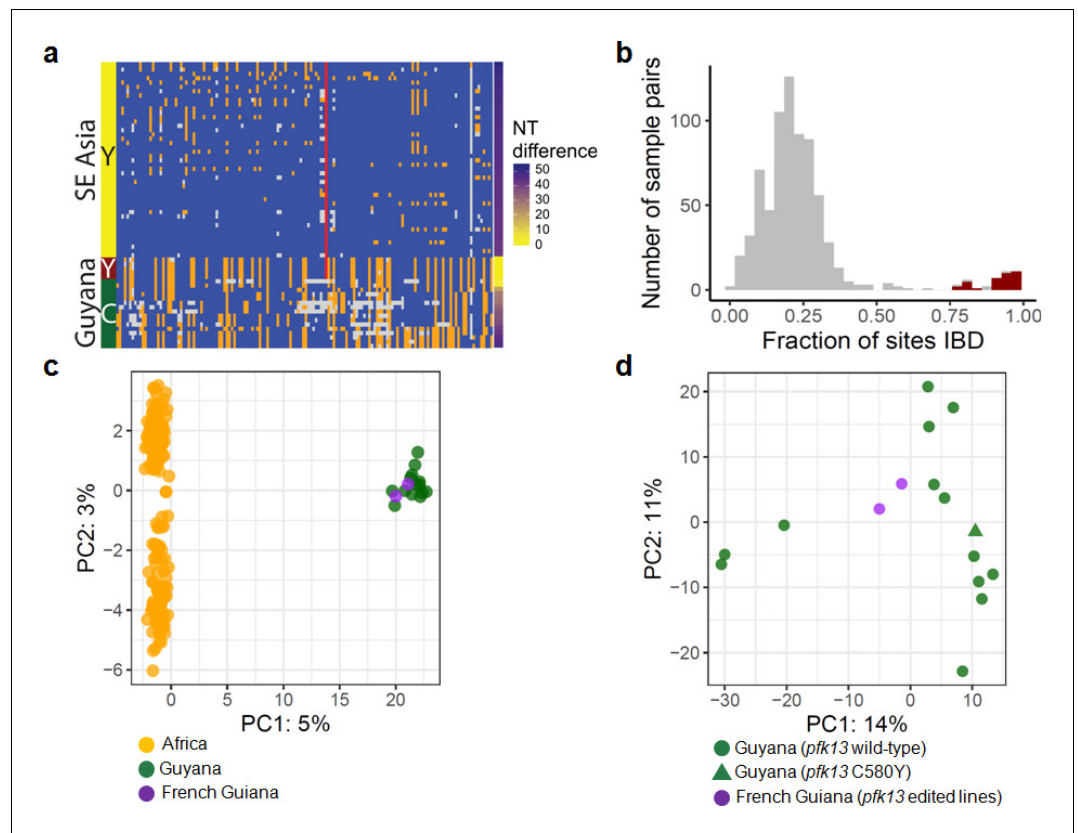 a
SE Asia
Y
Guyana
Y
C
NT
difference
50
40
30
20
10
0
b
Number of sample pairs
100
50
0
0.00
0.25
0.50
0.75
1.00
Fraction of sites IBD
c
PC2: 3%
2
0
−2
−4
−6
0
5
10
15
20
PC1: 5%
Africa
Guyana
French Guiana
d
PC2: 11%
20
10
0
−10
−20
−30
−20
−10
0
10
PC1: 14%
Guyana (pfk13 wild-type)
Guyana (pfk13 C580Y)
French Guiana (pfk13 edited lines)